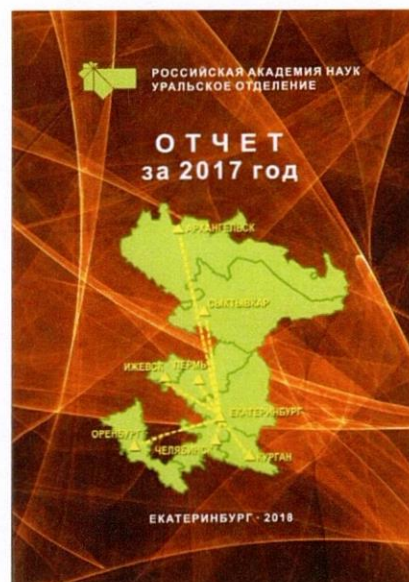 РОССИЙСКАЯ АКАДЕМИЯ НАУК
УРАЛЬСКОЕ ОТДЕЛЕНИЕ
ОТЧЕТ
за 2017 год
АРХАНГЕЛЬСК
СЫКТЫВКАР
ИЖЕВСК ПЕРМЬ
ЕКАТЕРИНБУРГ
ОРЕНБУРГ
ЧЕЛЯБИНСК
КУРГАН
ЕКАТЕРИНБУРГ · 2018